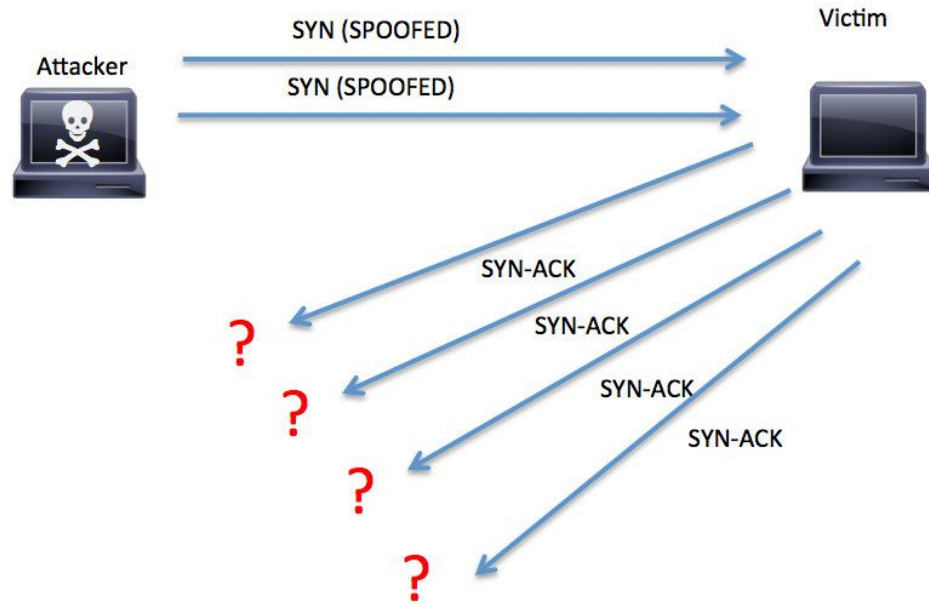 SYN (SPOOFED)
Victim
Attacker
SYN (SPOOFED)
SYN-ACK
?
SYN-ACK
?
SYN-ACK
SYN-ACK
?
?